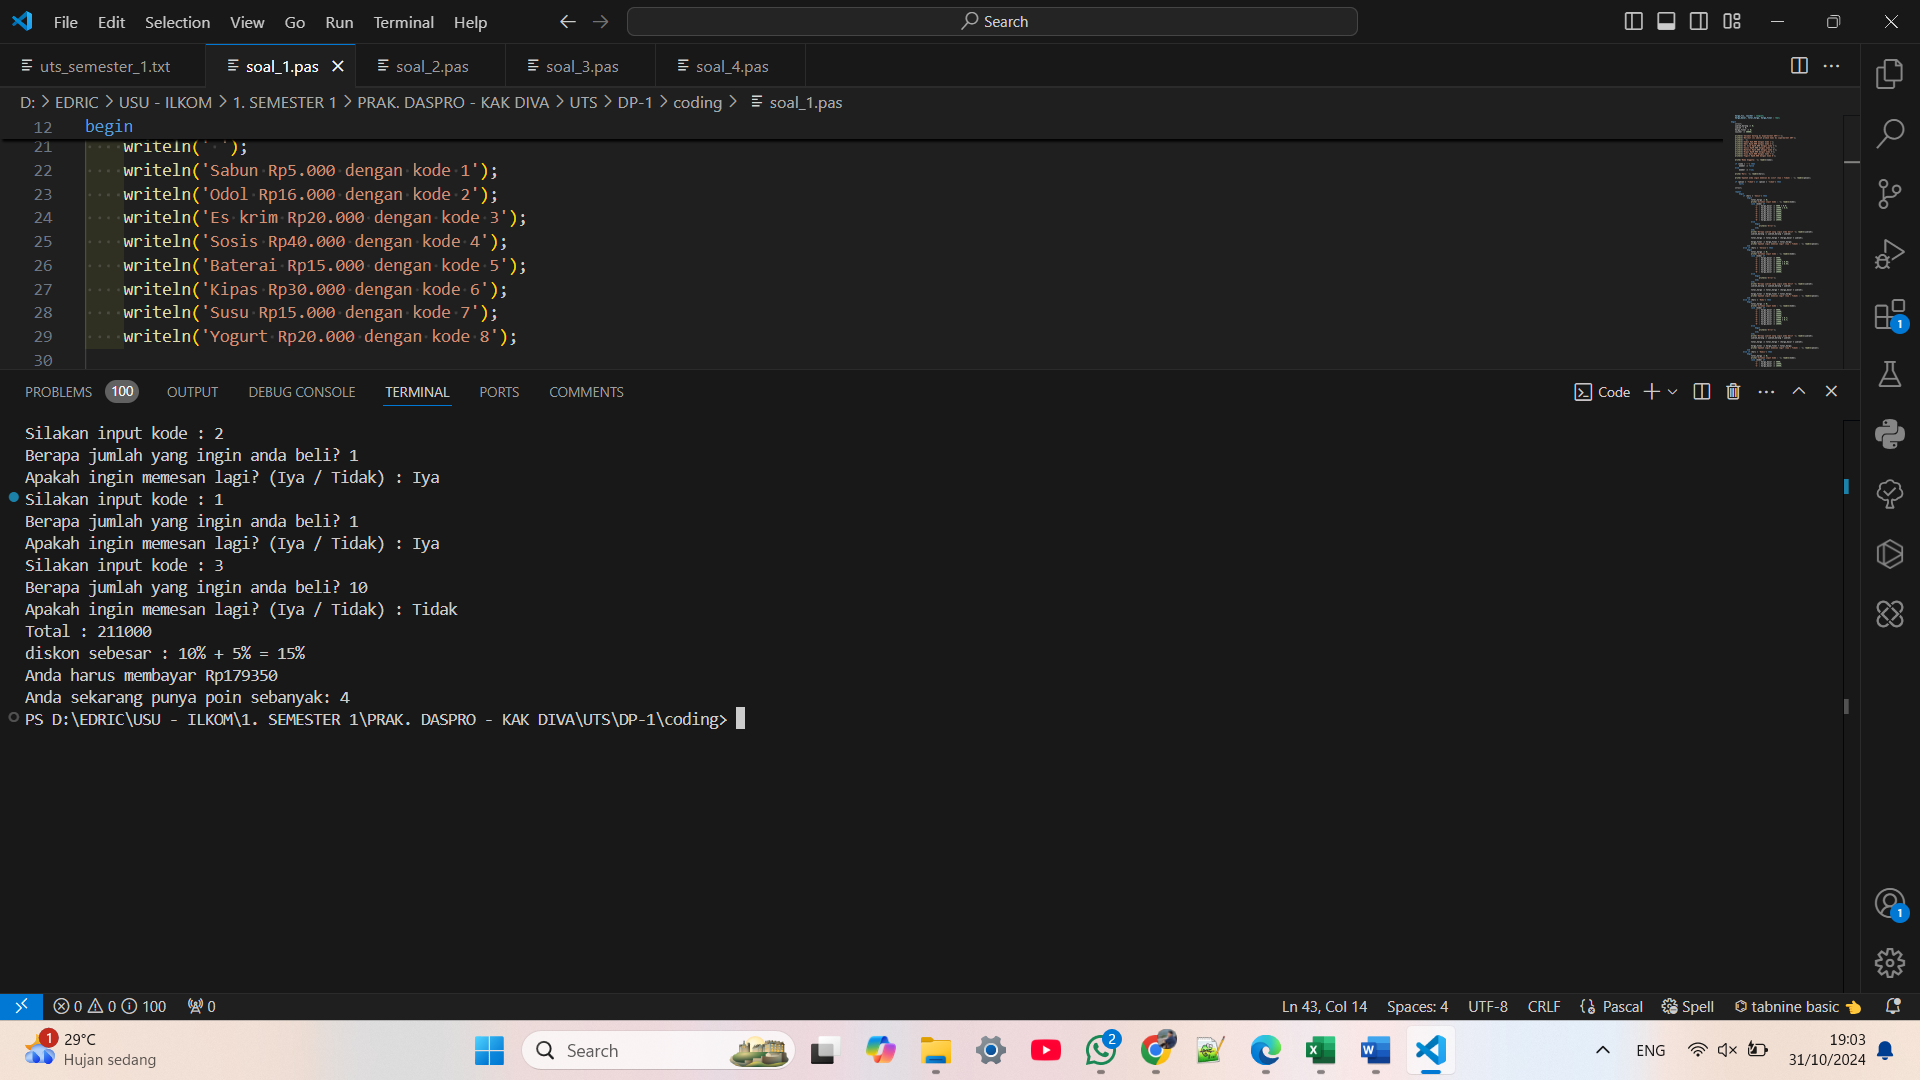 File Edit Selection View Go Run Terminal Help
Search
uts_semester_1.txt soal_1.pas soal_2.pas soal_3.pas soal_4.pas
D: > EDRIC > USU - ILKOM > 1. SEMESTER 1 > PRAK. DASPRO - KAK DIVA > UTS > DP-1 > coding > soal_1.pas
12 begin
21 writeln(' ');
22 writeln('Sabun Rp5.000 dengan kode 1');
23 writeln('Odol Rp16.000 dengan kode 2');
24 writeln('Es krim Rp20.000 dengan kode 3');
25 writeln('Sosis Rp40.000 dengan kode 4');
26 writeln('Baterai Rp15.000 dengan kode 5');
27 writeln('Kipas Rp30.000 dengan kode 6');
28 writeln('Susu Rp15.000 dengan kode 7');
29 writeln('Yogurt Rp20.000 dengan kode 8');
30
PROBLEMS 100 OUTPUT DEBUG CONSOLE TERMINAL PORTS COMMENTS
Code
Silakan input kode : 2
Berapa jumlah yang ingin anda beli? 1
Apakah ingin memesan lagi? (Iya / Tidak) : Iya
Silakan input kode : 1
Berapa jumlah yang ingin anda beli? 1
Apakah ingin memesan lagi? (Iya / Tidak) : Iya
Silakan input kode : 3
Berapa jumlah yang ingin anda beli? 10
Apakah ingin memesan lagi? (Iya / Tidak) : Tidak
Total : 211000
diskon sebesar : 10% + 5% = 15%
Anda harus membayar Rp179350
Anda sekarang punya poin sebanyak: 4
PS D:\EDRIC\USU - ILKOM\1. SEMESTER 1\PRAK. DASPRO - KAK DIVA\UTS\DP-1\coding>
1
1
0 0 100 0
Ln 43, Col 14 Spaces: 4 UTF-8 CRLF Pascal Spell tabnine basic
1 29°C
Hujan sedang
Search
2
ENG
19:03
31/10/2024